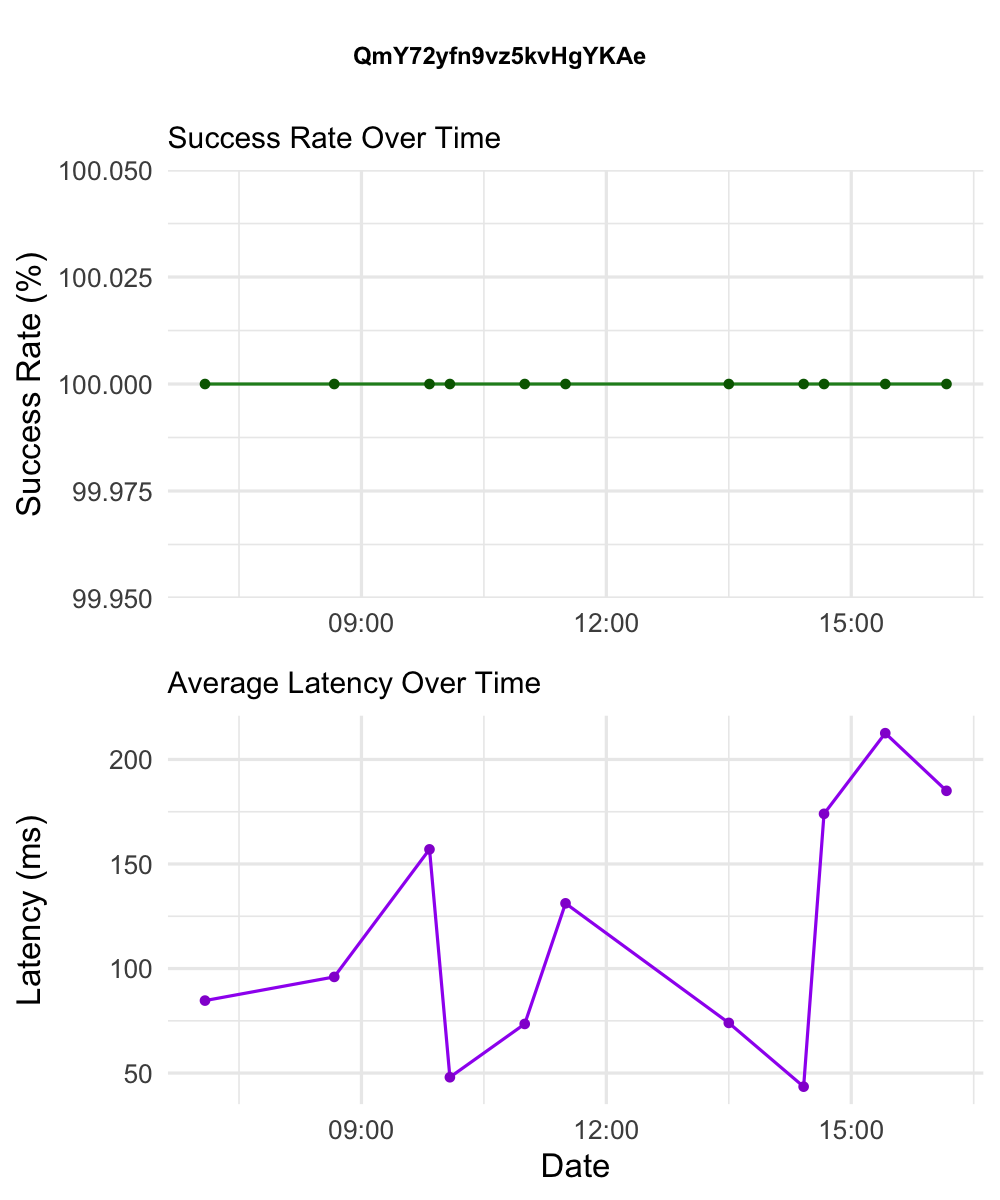 QmY72yfn9vz5kvHgYKAe
Success Rate Over Time
Success Rate (%)
100.050
100.025
100.000
99.975
99.950
09:00 12:00 15:00
Average Latency Over Time
Latency (ms)
200
150
100
50
09:00 12:00 15:00
Date